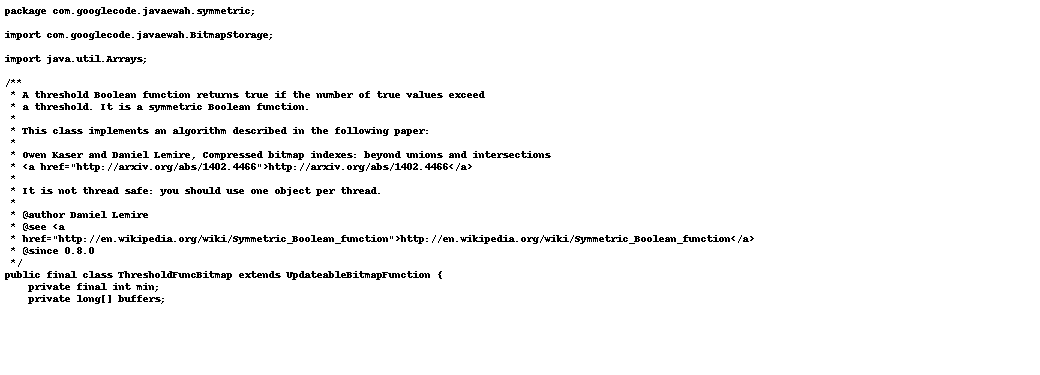 package com.googlecode.javaewah.symmetric;

import com.googlecode.javaewah.BitmapStorage;

import java.util.Arrays;

/**
 * A threshold Boolean function returns true if the number of true values exceed
 * a threshold. It is a symmetric Boolean function.
 *
 * This class implements an algorithm described in the following paper:
 *
 * Owen Kaser and Daniel Lemire, Compressed bitmap indexes: beyond unions and intersections
 * <a href="http://arxiv.org/abs/1402.4466">http://arxiv.org/abs/1402.4466</a>
 *
 * It is not thread safe: you should use one object per thread.
 *
 * @author Daniel Lemire
 * @see <a
 * href="http://en.wikipedia.org/wiki/Symmetric_Boolean_function">http://en.wikipedia.org/wiki/Symmetric_Boolean_function</a>
 * @since 0.8.0
 */
public final class ThresholdFuncBitmap extends UpdateableBitmapFunction {
    private final int min;
    private long[] buffers;